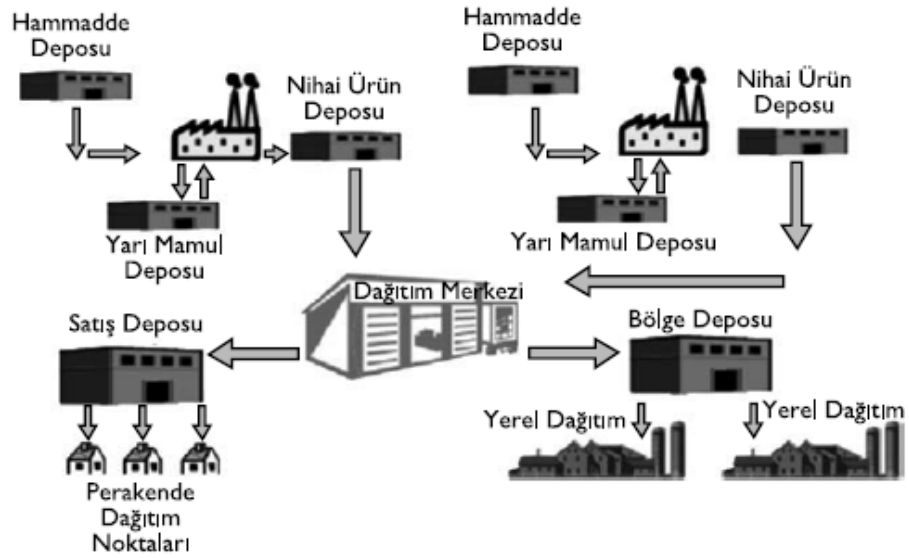 Hammadde
Deposu
Nihai Ürün
Deposu
Yarı Mamul
Deposu
Hammadde
Deposu
Nihai Ürün
Deposu
Yarı Mamul Deposu
Dağıtım Merkezi
Satış Deposu
Bölge Deposu
Yerel Dağıtım
Yerel Dağıtım
Perakende
Dağıtım
Noktaları